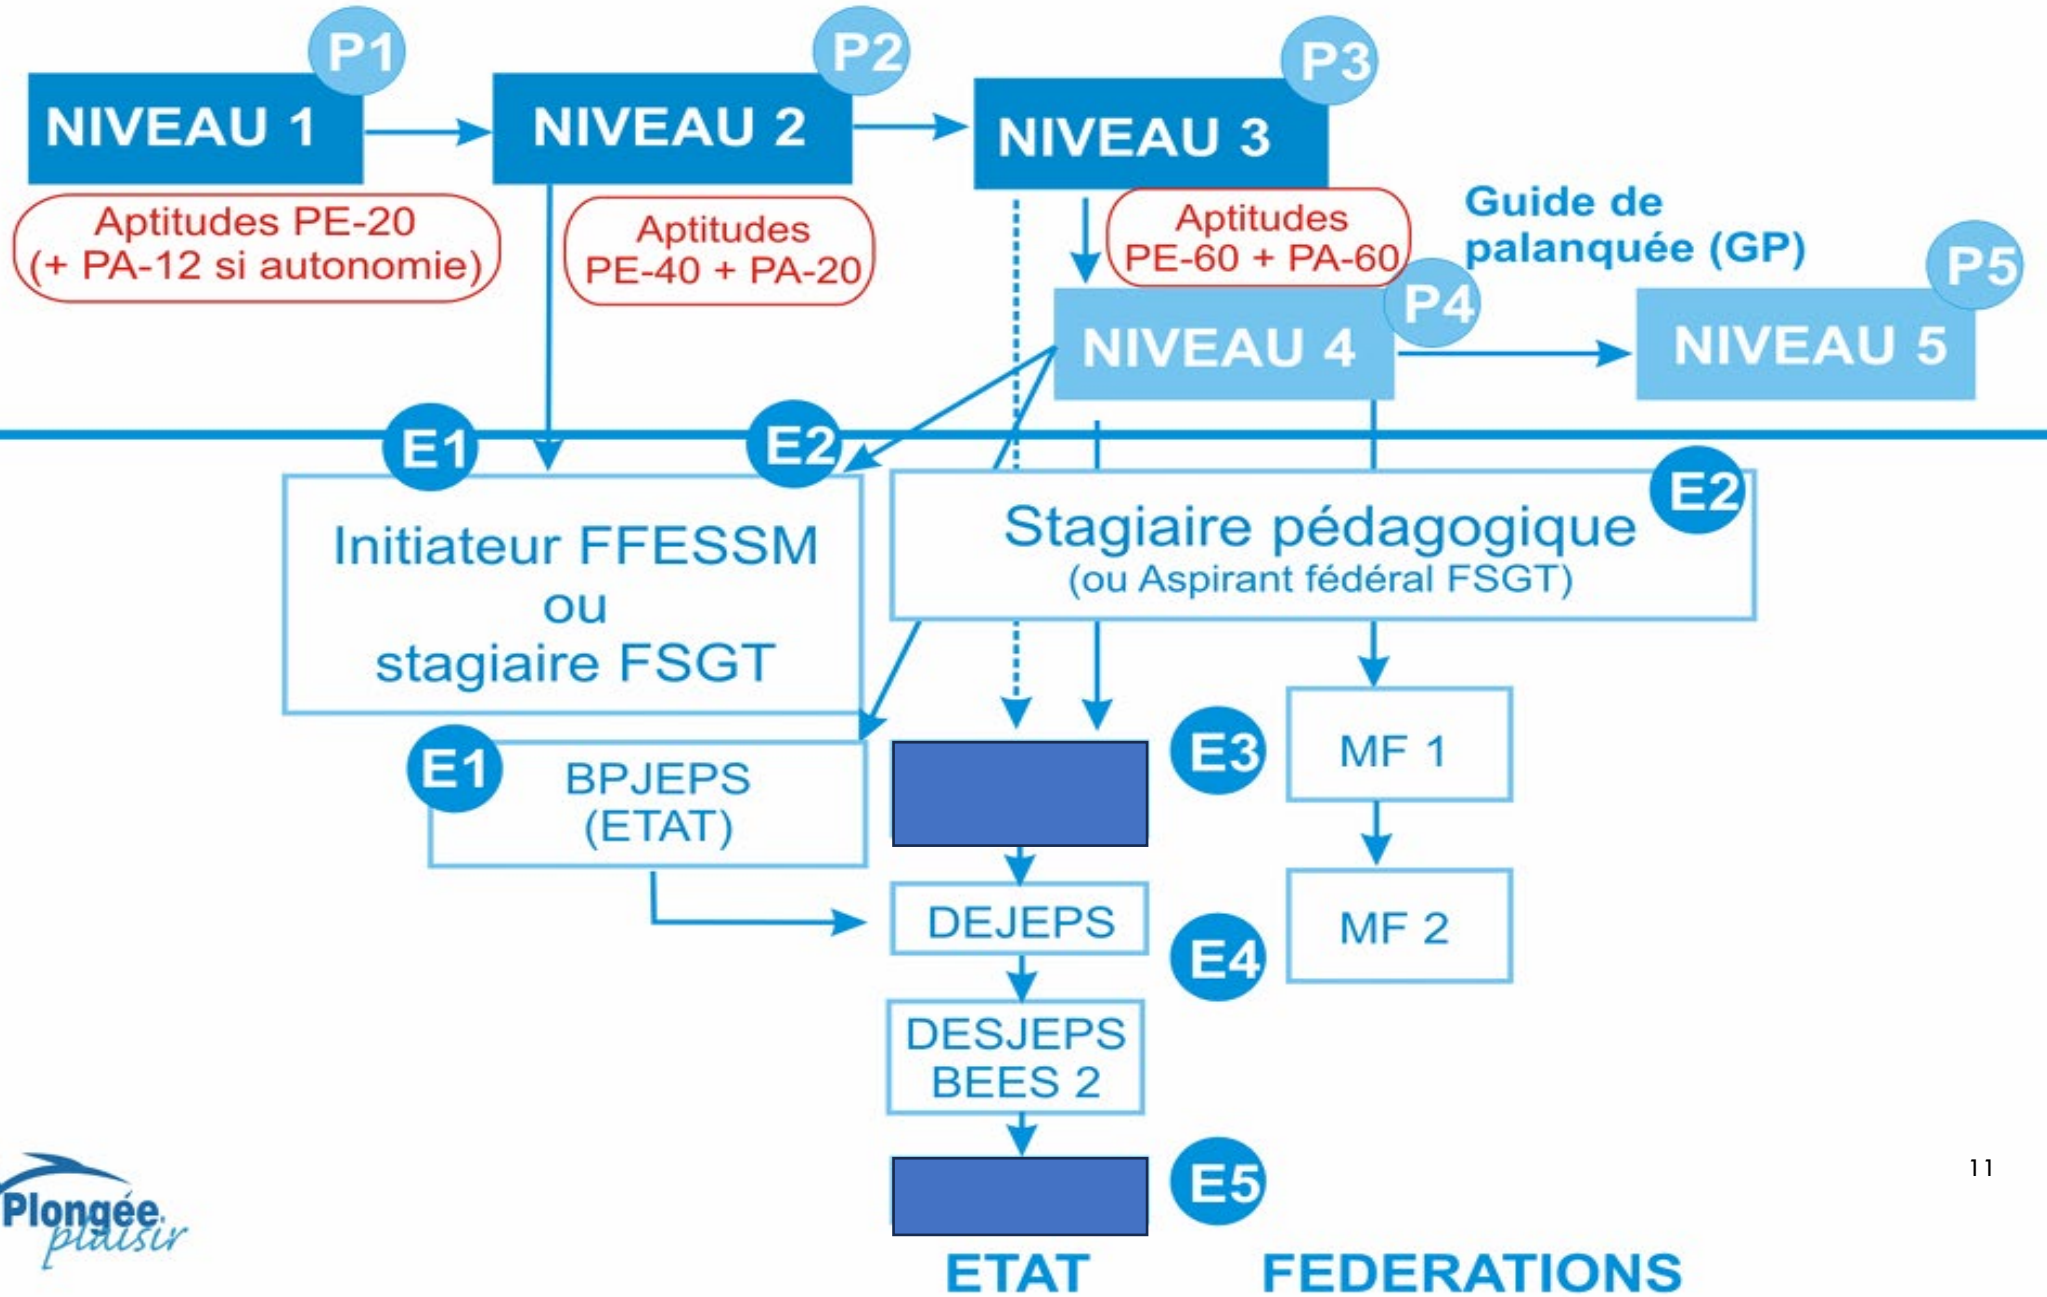 P1
P2
P3
NIVEAU 1
NIVEAU 2
NIVEAU 3
Aptitudes PE-20
(+ PA-12 si autonomie)
Aptitudes
PE-40 + PA-20
Aptitudes
PE-60 + PA-60
Guide de
palanquée (GP)
P4
P5
NIVEAU 4
NIVEAU 5
E1
E2
E2
Initiateur FFESSM
ou
stagiaire FSGT
Stagiaire pédagogique
(ou Aspirant fédéral FSGT)
E1
BPJEPS
(ETAT)
E3
MF 1
DEJEPS
E4
MF 2
DESJEPS
BEES 2
E5
11
Plongée
plaisir
ETAT
FEDERATIONS